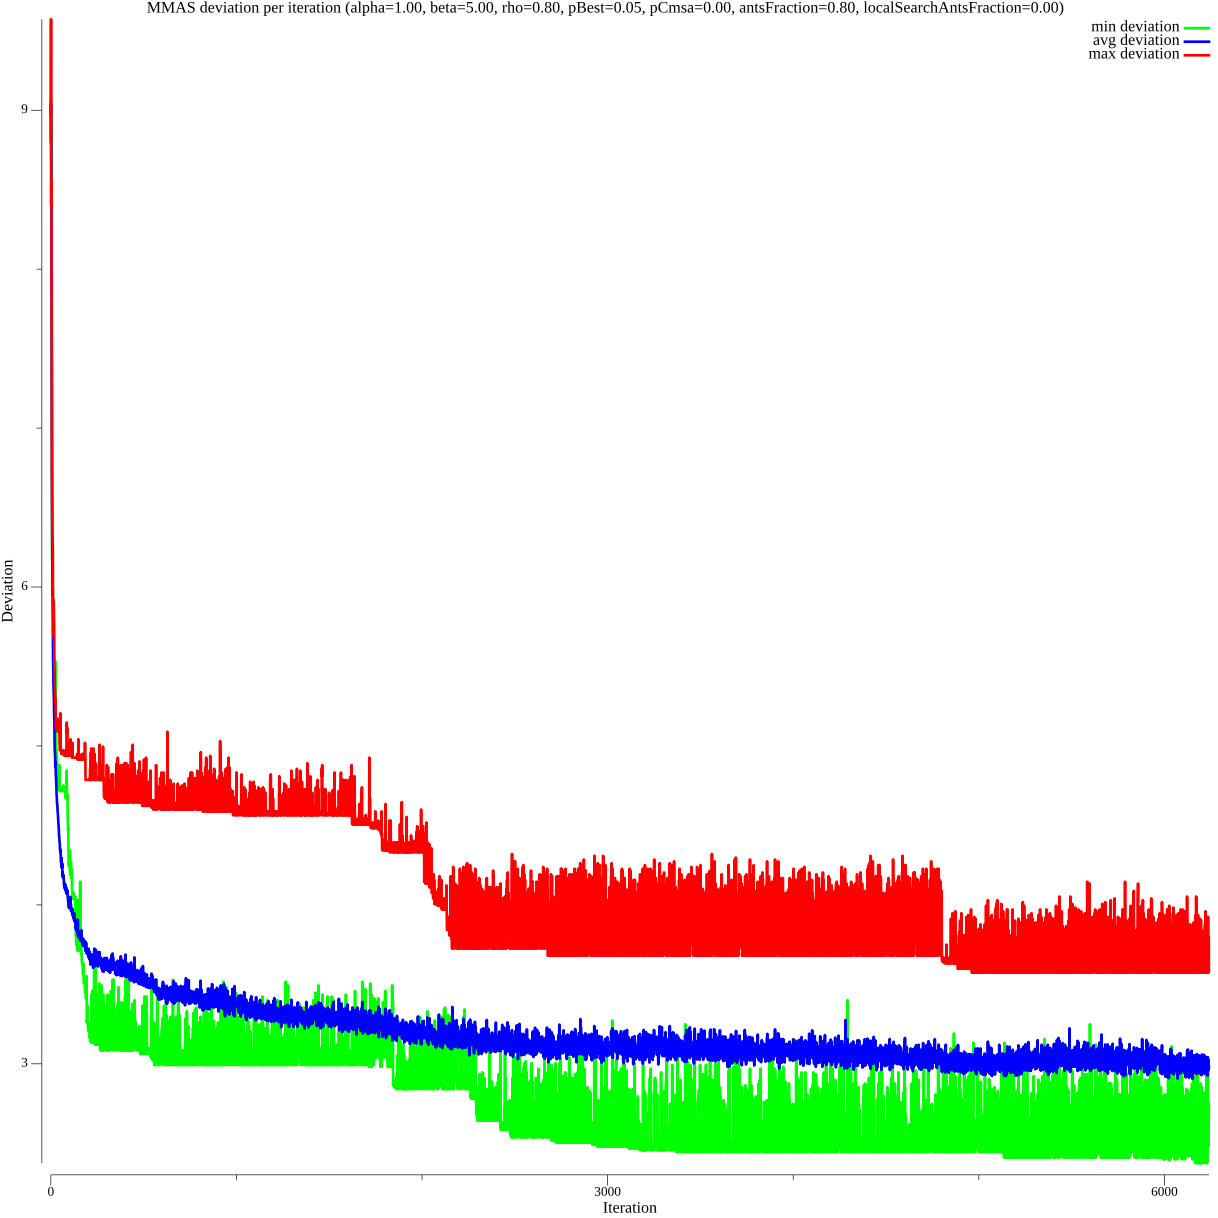 MMAS deviation per iteration (alpha=1.00, beta=5.00, rho=0.80, pBest=0.05, pCmsa=0.00, antsFraction=0.80, localSearchAntsFraction=0.00)
min deviation
avg deviation
max deviation
9
6
3
Deviation
0
3000
6000
Iteration